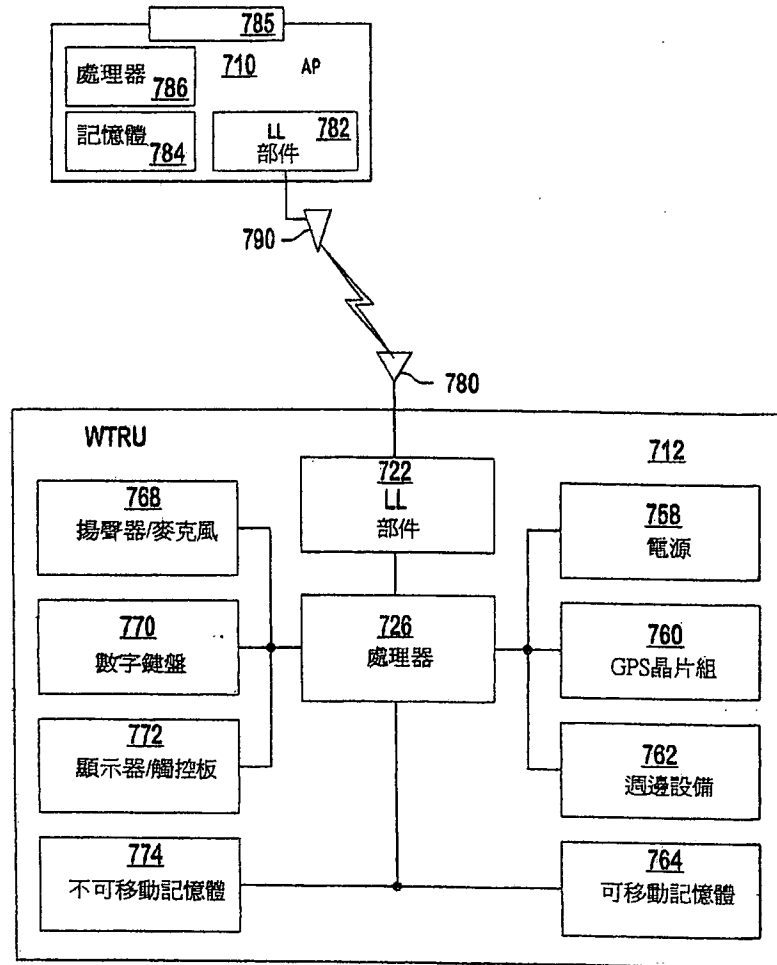 785
710 AP
處理器
786
記憶體
784
LL 782
部件
790
780
WTRU
712
722
LL
部件
768
揚聲器/麥克風
758
電源
770
數字鍵盤
726
處理器
760
GPS晶片組
772
顯示器/觸控板
762
週邊設備
774
不可移動記憶體
764
可移動記憶體